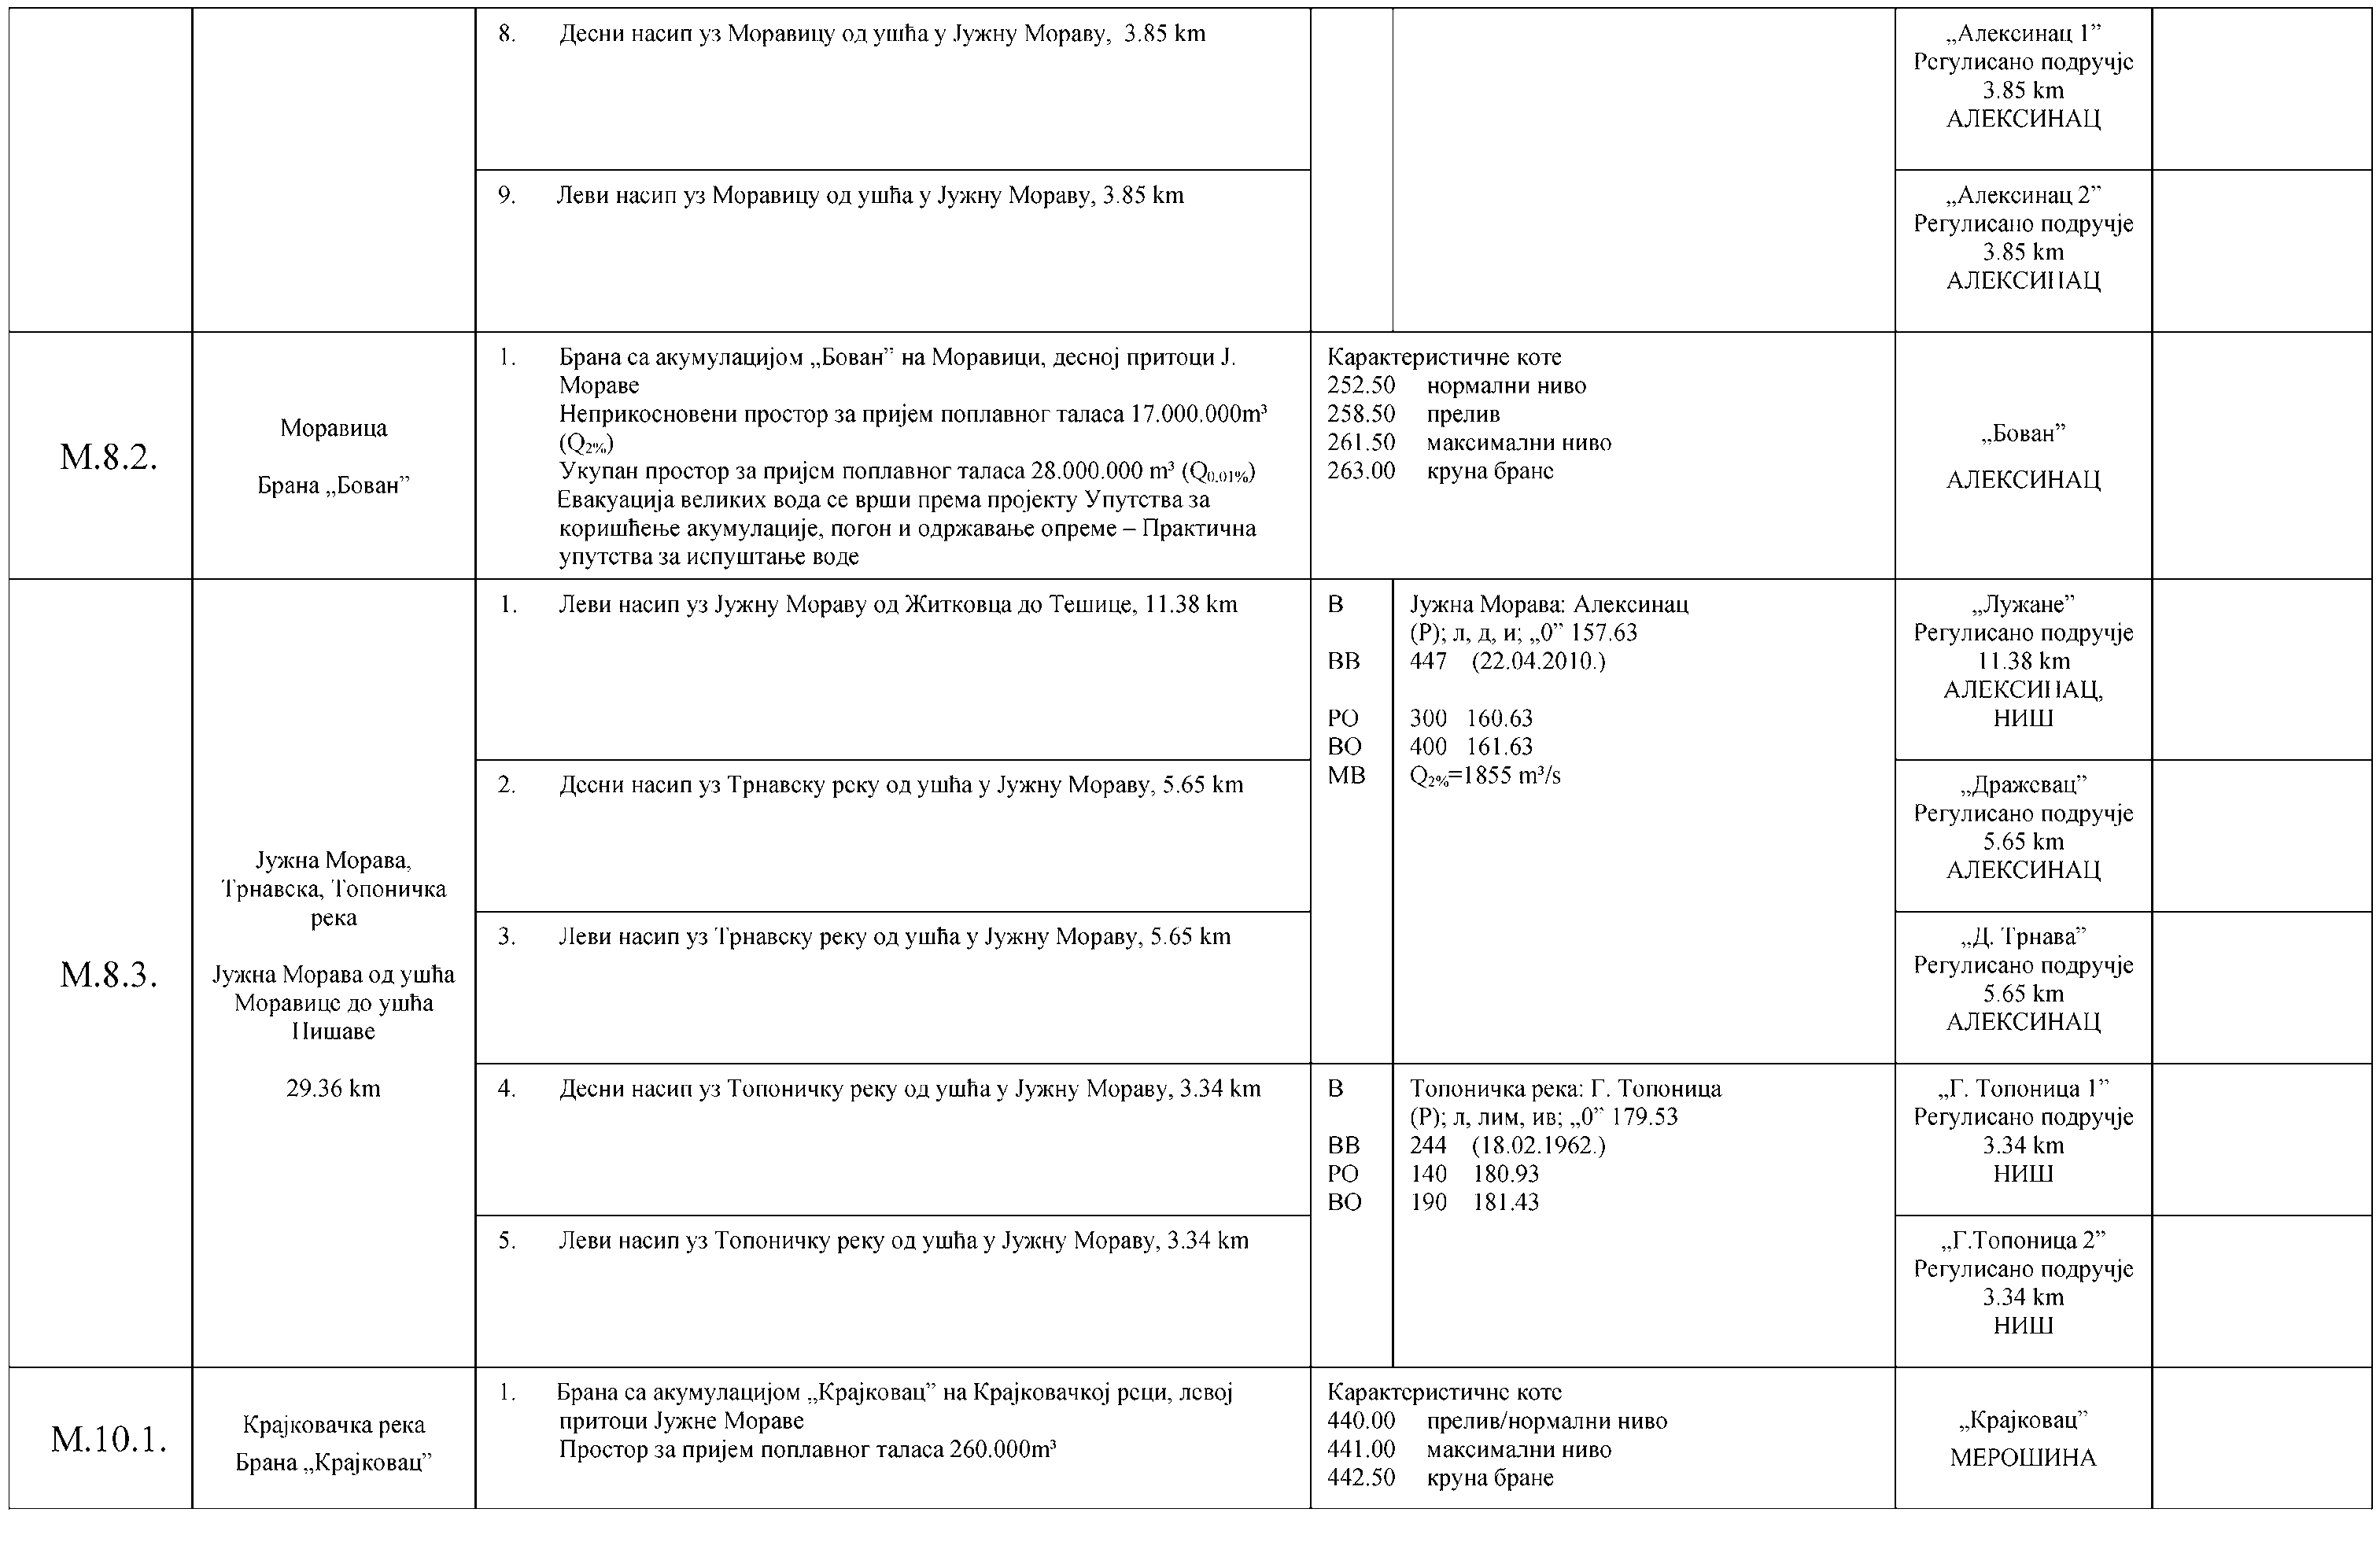 8. Десни насип уз Моравицу од ушћа у Јужну Мораву, 3.85 km
„Алексинац 1”
Регулисано подручје
3.85 km
АЛЕКСИНАЦ
9. Леви насип уз Моравицу од ушћа у Јужну Мораву, 3.85 km
„Алексинац 2”
Регулисано подручје
3.85 km
АЛЕКСИНАЦ
М.8.2.
Моравица
Брана „Бован”
1. Брана са акумулацијом „Бован” на Моравици, десној притоци Ј.
Мораве
Неприкосновени простор за пријем поплавног таласа 17.000.000m³
(Q2%)
Укупан простор за пријем поплавног таласа 28.000.000 m³ (Q0.01%)
Евакуација великих вода се врши према пројекту Упутства за
коришћење акумулације, погон и одржавање опреме – Практична
упутства за испуштање воде
Карактеристичне коте
252.50 нормални ниво
258.50 прелив
261.50 максимални ниво
263.00 круна бране
„Бован”
АЛЕКСИНАЦ
М.8.3.
Јужна Морава,
Трнавска, Топоничка
река
Јужна Морава од ушћа
Моравице до ушћа
Нишаве
29.36 km
1. Леви насип уз Јужну Мораву од Житковца до Тешице, 11.38 km
В Јужна Морава: Алексинац
(Р); л, д, и; „0” 157.63
ВВ 447 (22.04.2010.)
РО 300 160.63
ВО 400 161.63
МВ Q2%=1855 m³/s
„Лужане”
Регулисано подручје
11.38 km
АЛЕКСИНАЦ,
НИШ
2. Десни насип уз Трнавску реку од ушћа у Јужну Мораву, 5.65 km
„Дражевац”
Регулисано подручје
5.65 km
АЛЕКСИНАЦ
3. Леви насип уз Трнавску реку од ушћа у Јужну Мораву, 5.65 km
„Д. Трнава”
Регулисано подручје
5.65 km
АЛЕКСИНАЦ
4. Десни насип уз Топоничку реку од ушћа у Јужну Мораву, 3.34 km
В Топоничка река: Г. Топоница
(Р); л, лим, ив; „0” 179.53
ВВ 244 (18.02.1962.)
РО 140 180.93
ВО 190 181.43
„Г. Топоница 1”
Регулисано подручје
3.34 km
НИШ
5. Леви насип уз Топоничку реку од ушћа у Јужну Мораву, 3.34 km
„Г.Топоница 2”
Регулисано подручје
3.34 km
НИШ
М.10.1.
Крајковачка река
Брана „Крајковац”
1. Брана са акумулацијом „Крајковац” на Крајковачкој реци, левој
притоци Јужне Мораве
Простор за пријем поплавног таласа 260.000m³
Карактеристичне коте
440.00 прелив/нормални ниво
441.00 максимални ниво
442.50 круна бране
„Крајковац”
МЕРОШИНА